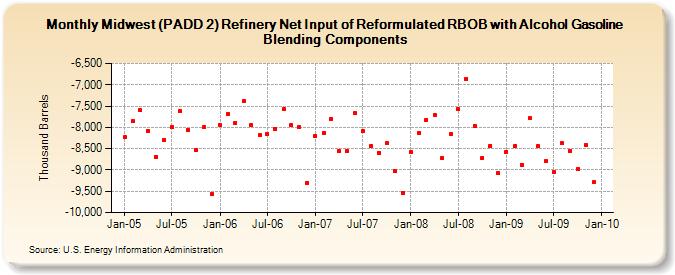 Monthly Midwest (PADD 2) Refinery Net Input of Reformulated RBOB with Alcohol Gasoline
Blending Components
Thousand Barrels
-6,500
-7,000
-7,500
-8,000
-8,500
-9,000
-9,500
-10,000
Jan-05 Jul-05 Jan-06 Jul-06 Jan-07 Jul-07 Jan-08 Jul-08 Jan-09 Jul-09 Jan-10
Source: U.S. Energy Information Administration